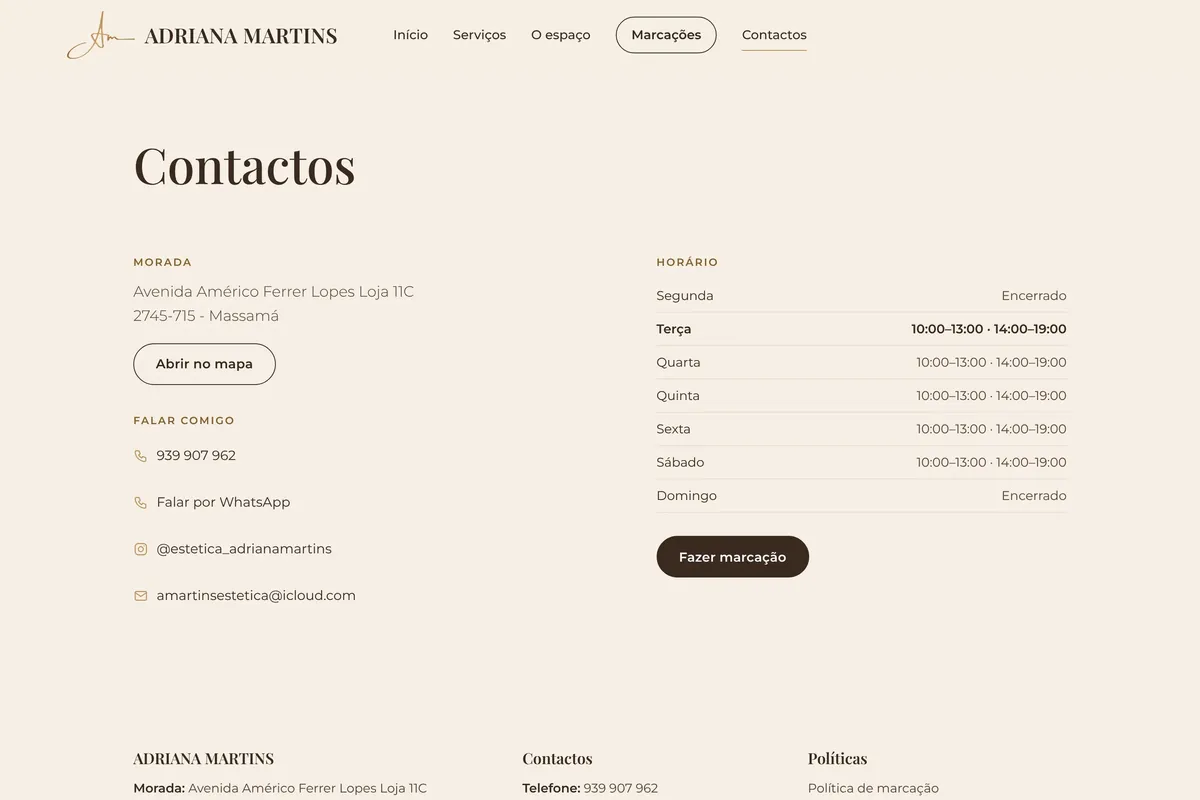 Am ADRIANA MARTINS
Início Serviços O espaço Marcações Contactos
Contactos
MORADA
Avenida Américo Ferrer Lopes Loja 11C
2745-715 - Massamá
Abrir no mapa
FALAR COMIGO
939 907 962
Falar por WhatsApp
@estetica_adrianamartins
amartinsestetica@icloud.com
HORÁRIO
Segunda Encerrado
Terça 10:00–13:00 · 14:00–19:00
Quarta 10:00–13:00 · 14:00–19:00
Quinta 10:00–13:00 · 14:00–19:00
Sexta 10:00–13:00 · 14:00–19:00
Sábado 10:00–13:00 · 14:00–19:00
Domingo Encerrado
Fazer marcação
ADRIANA MARTINS
Morada: Avenida Américo Ferrer Lopes Loja 11C
Contactos
Telefone: 939 907 962
Políticas
Política de marcação